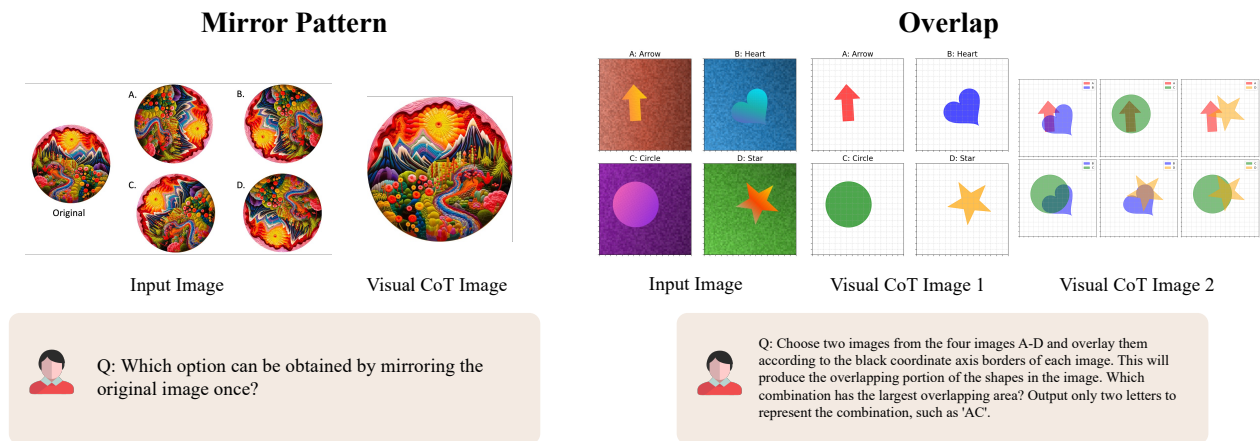 Mirror Pattern
Original
A.
B.
C.
D.
Input Image
Visual CoT Image
Q: Which option can be obtained by mirroring the
original image once?
Overlap
A: Arrow
B: Heart
A: Arrow
B: Heart
C: Circle
D: Star
C: Circle
D: Star
Input Image
Visual CoT Image 1
Visual CoT Image 2
Q: Choose two images from the four images A-D and overlay them
according to the black coordinate axis borders of each image. This will
produce the overlapping portion of the shapes in the image. Which
combination has the largest overlapping area? Output only two letters to
represent the combination, such as 'AC'.